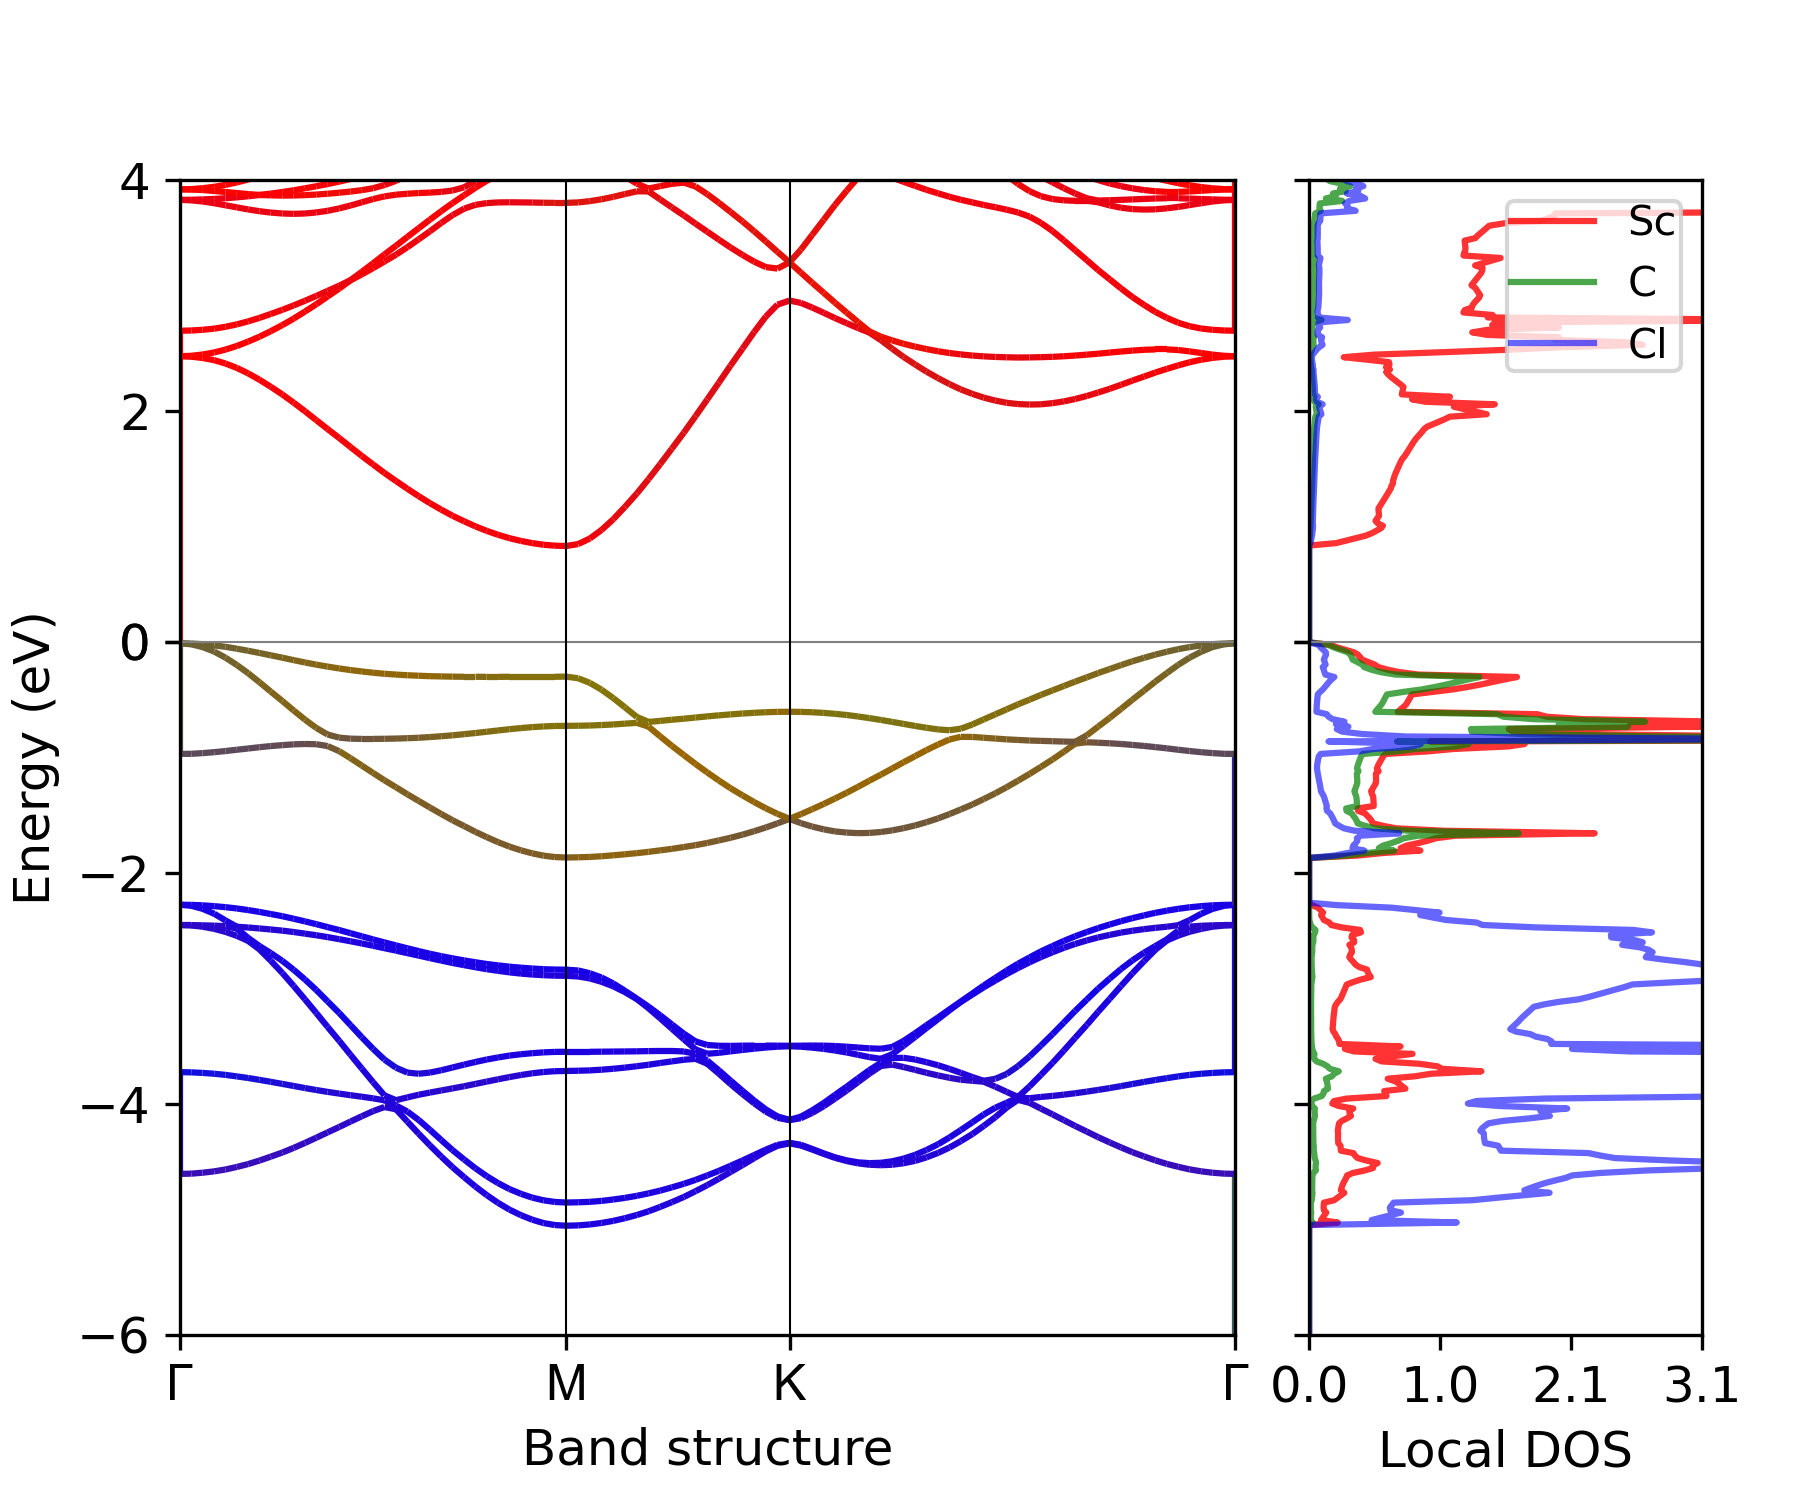 4
2
0
−2
−4
−6
Energy (eV)
Γ
M
K
Γ
Band structure
Sc
C
Cl
0.0
1.0
2.1
3.1
Local DOS